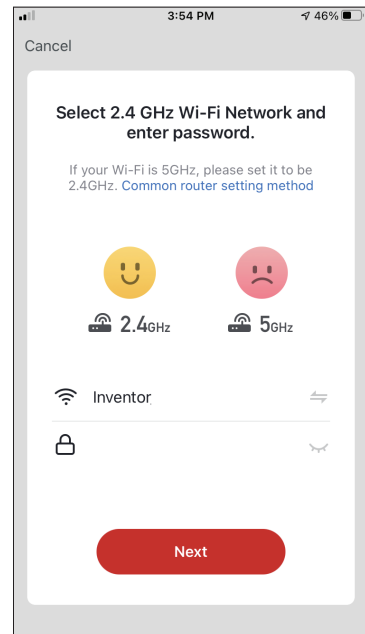 3:54 PM
46%
Cancel
Select 2.4 GHz Wi-Fi Network and
enter password.
If your Wi-Fi is 5GHz, please set it to be
2.4GHz. Common router setting method
2.4GHz
5GHz
Inventor
Next